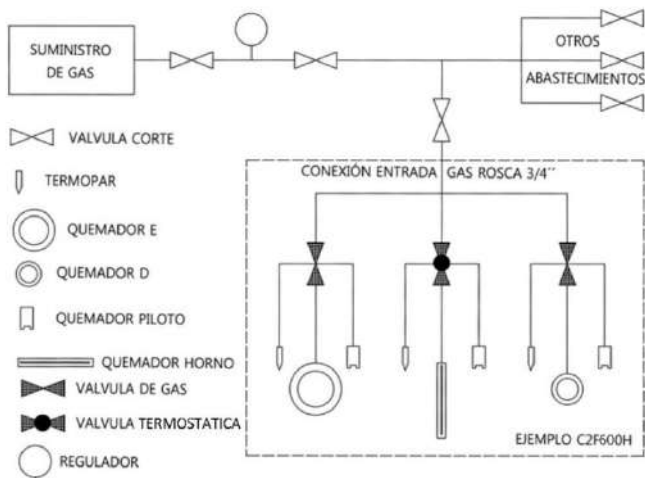 SUMINISTRO
DE GAS
OTROS
ABASTECIMIENTOS
VALVULA CORTE
TERMOPAR
QUEMADOR E
QUEMADOR D
QUEMADOR PILOTO
QUEMADOR HORNO
VALVULA DE GAS
VALVULA TERMOSTATICA
REGULADOR
CONEXIÓN ENTRADA GAS ROSCA 3/4´´
EJEMPLO C2F600H